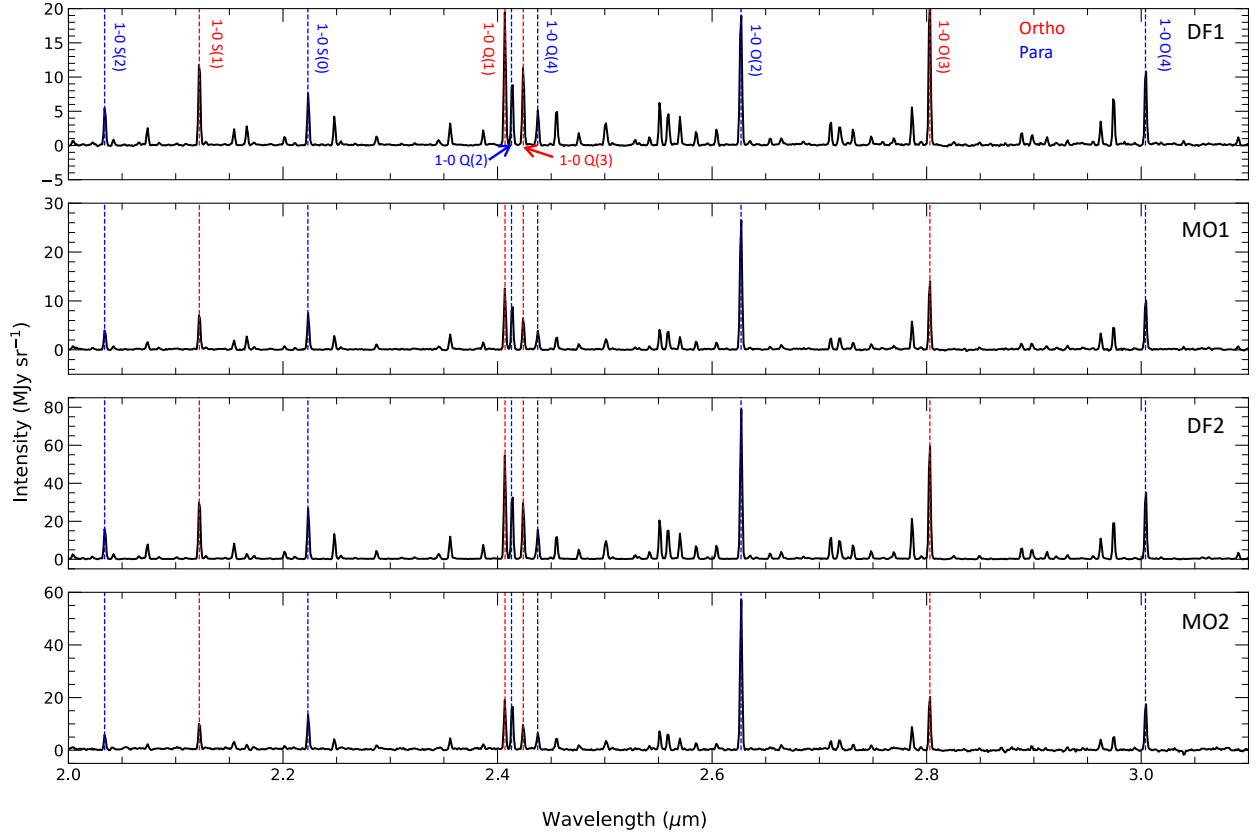 20
15
10
5
0
−5
1-0 S(2)
1-0 S(1)
1-0 S(0)
1-0 Q(1)
1-0 Q(4)
1-0 O(2)
1-0 O(3)
1-0 O(4)
Ortho
Para
DF1
1-0 Q(2)
1-0 Q(3)
30
20
10
0
MO1
80
60
40
20
0
DF2
60
40
20
0
MO2
2.0
2.2
2.4
2.6
2.8
3.0
Intensity (MJy sr⁻¹)
Wavelength (μm)